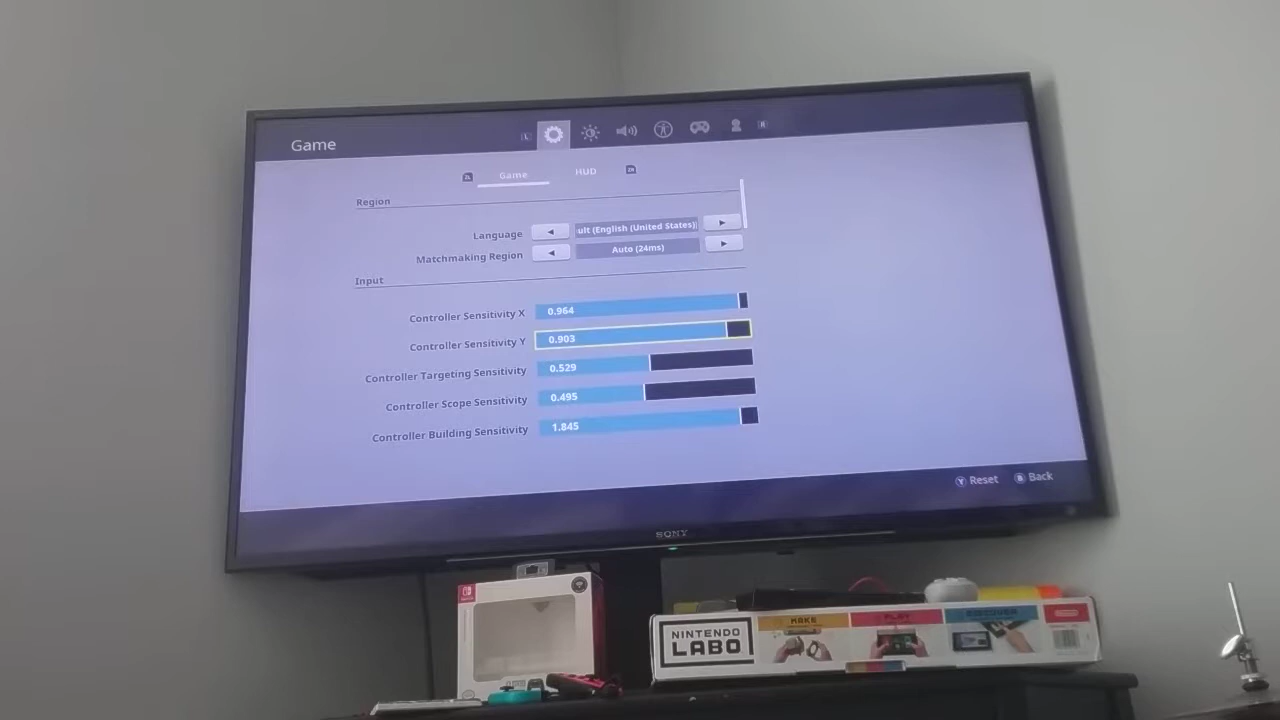 Game
L
R
ZL
Game
HUD
ZR
Region
Language
ult (English (United States))
Matchmaking Region
Auto (24ms)
Input
Controller Sensitivity X
0.964
Controller Sensitivity Y
0.903
Controller Targeting Sensitivity
0.529
Controller Scope Sensitivity
0.495
Controller Building Sensitivity
1.845
Y Reset
B Back
SONY
NINTENDO
LABO
MAKE
PLAY
DISCOVER